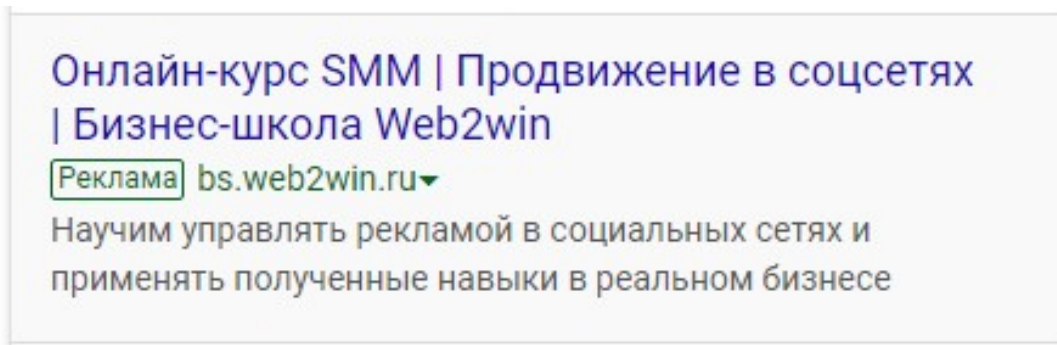 Онлайн-курс SMM | Продвижение в соцсетях
| Бизнес-школа Web2win
Реклама bs.web2win.ru
Научим управлять рекламой в социальных сетях и
применять полученные навыки в реальном бизнесе